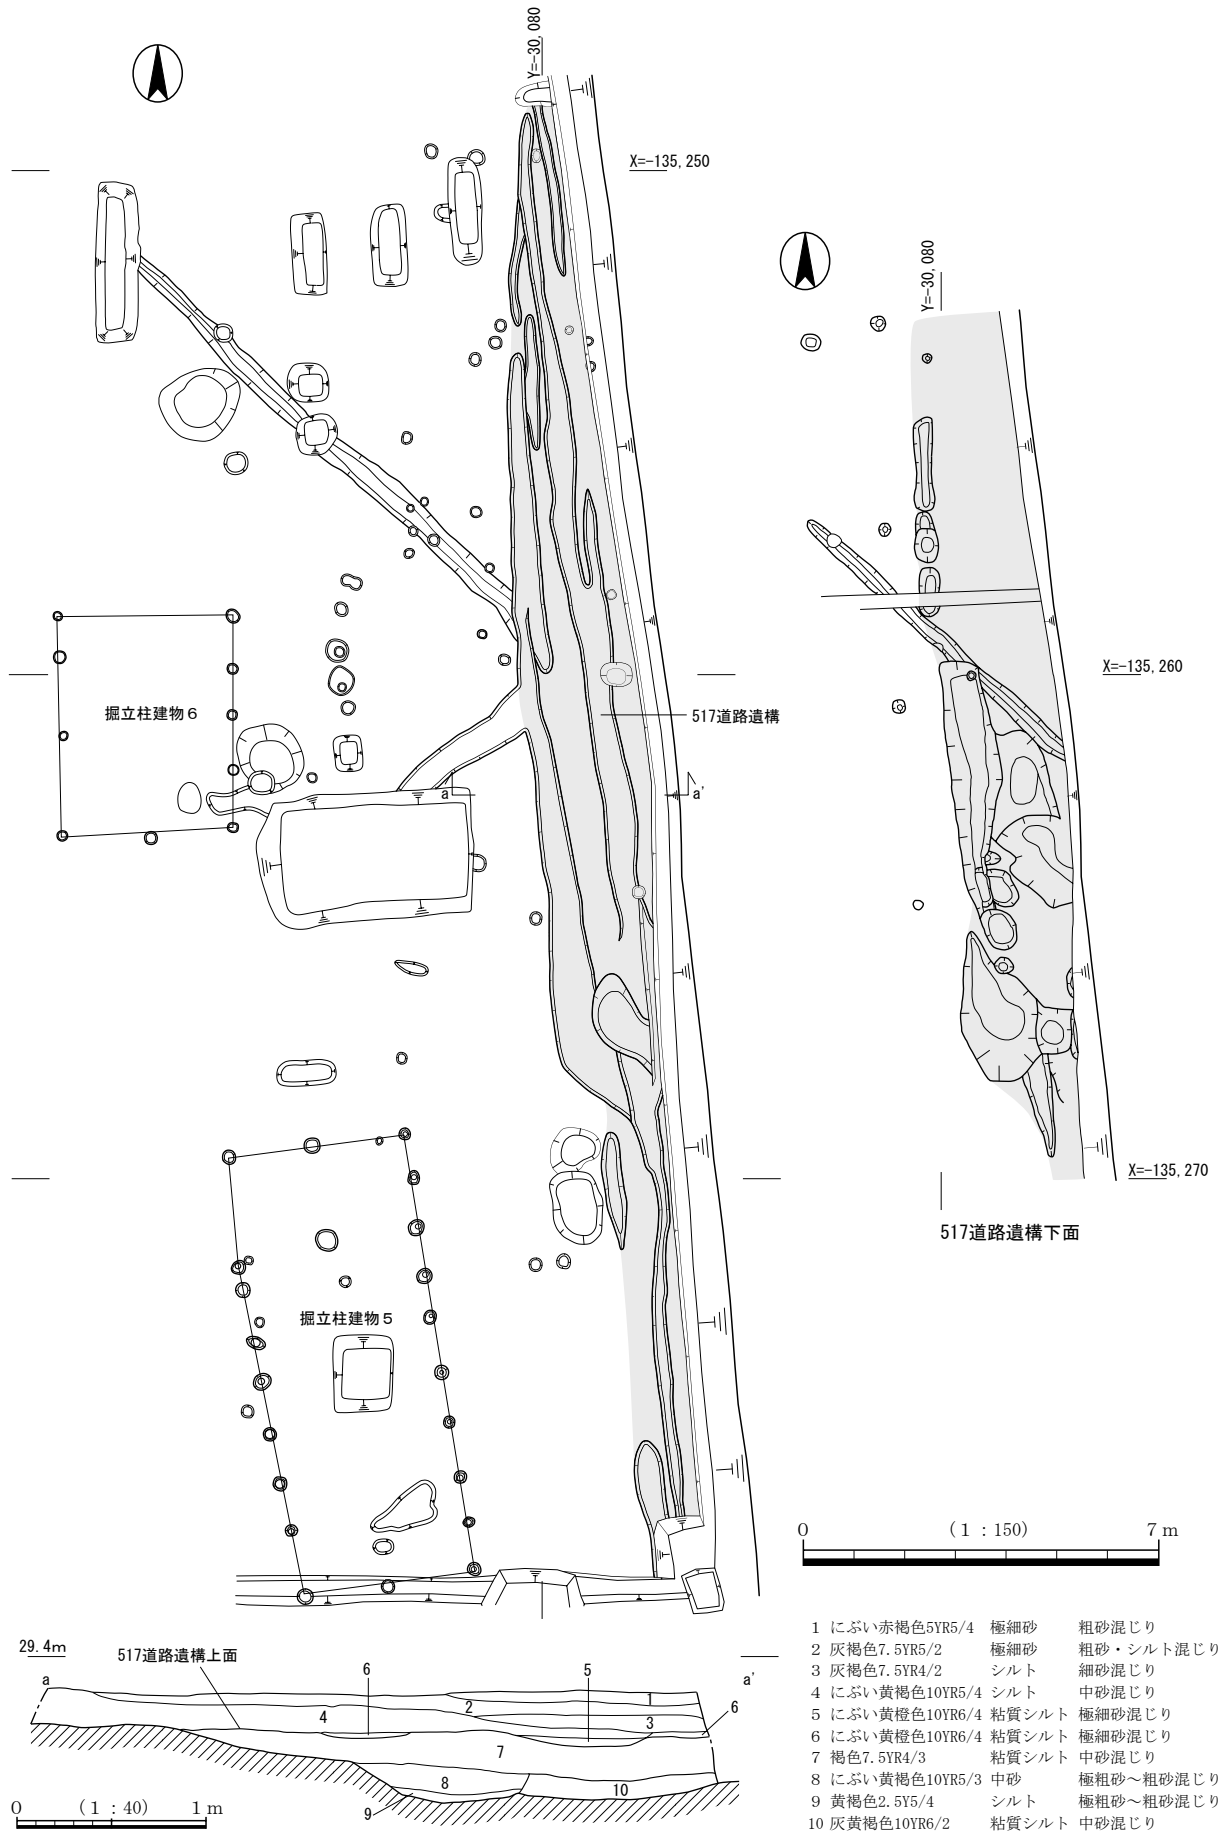 Y=-30,080
X=-135,250
Y=-30,080
掘立柱建物６
517道路遺構
X=-135,260
a
a'
X=-135,270
517道路遺構下面
掘立柱建物５
0 (1:150) 7m
29.4m
517道路遺構上面
a
6
5
a'
1
6
2
4
3
7
8
10
9
0 (1:40) 1m
1 にぶい赤褐色5YR5/4 極細砂 粗砂混じり
2 灰褐色7.5YR5/2 極細砂 粗砂・シルト混じり
3 灰褐色7.5YR4/2 シルト 細砂混じり
4 にぶい黄褐色10YR5/4 シルト 中砂混じり
5 にぶい黄橙色10YR6/4 粘質シルト 極細砂混じり
6 にぶい黄橙色10YR6/4 粘質シルト 極細砂混じり
7 褐色7.5YR4/3 粘質シルト 中砂混じり
8 にぶい黄褐色10YR5/3 中砂 極粗砂～粗砂混じり
9 黄褐色2.5Y5/4 シルト 極粗砂～粗砂混じり
10 灰黄褐色10YR6/2 粘質シルト 中砂混じり